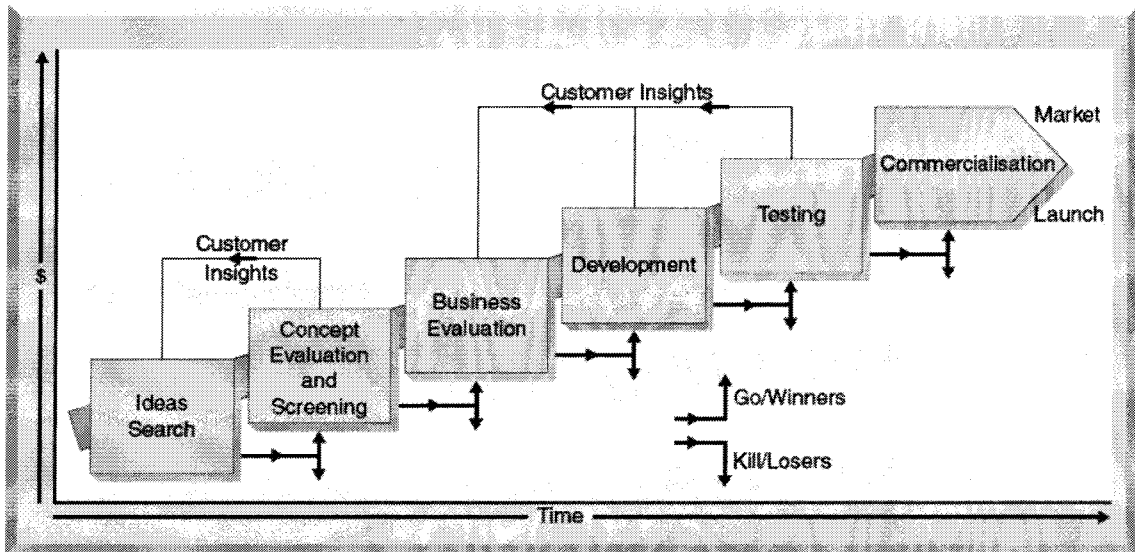 Customer Insights
Market
Commercialisation
Launch
Testing
Customer
Insights
Development
$
Business
Evaluation
Concept
Evaluation
and
Screening
Ideas
Search
Go/Winners
Kill/Losers
Time